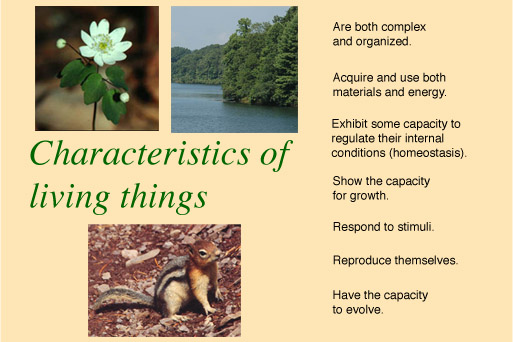 Characteristics of
living things
Are both complex
and organized.
Acquire and use both
materials and energy.
Exhibit some capacity to
regulate their internal
conditions (homeostasis).
Show the capacity
for growth.
Respond to stimuli.
Reproduce themselves.
Have the capacity
to evolve.